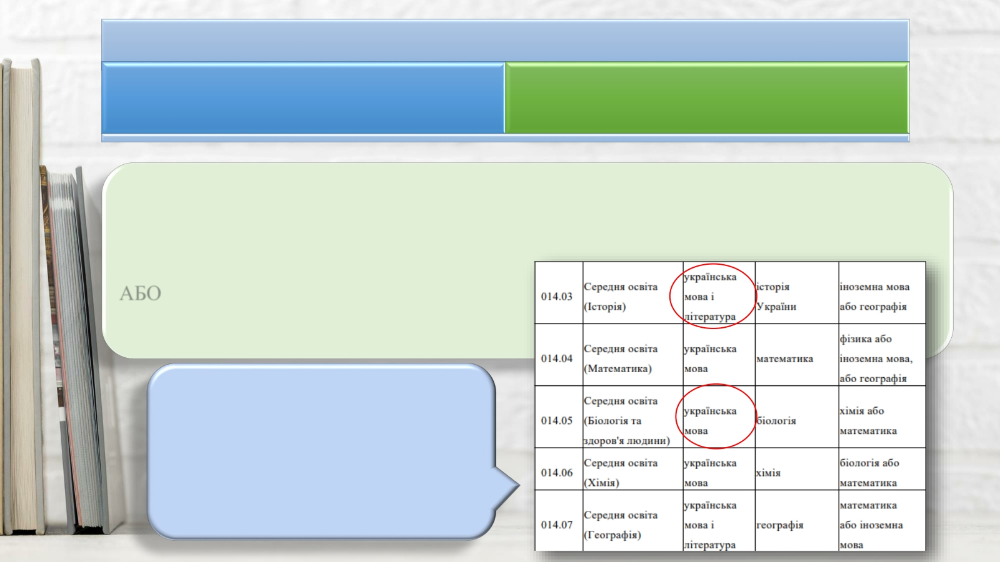 АБО
014.03 Середня освіта (Історія) українська мова і література історія України іноземна мова або географія
014.04 Середня освіта (Математика) українська мова математика фізика або іноземна мова, або географія
014.05 Середня освіта (Біологія та здоров'я людини) українська мова біологія хімія або математика
014.06 Середня освіта (Хімія) українська мова хімія біологія або математика
014.07 Середня освіта (Географія) українська мова і література географія математика або іноземна мова